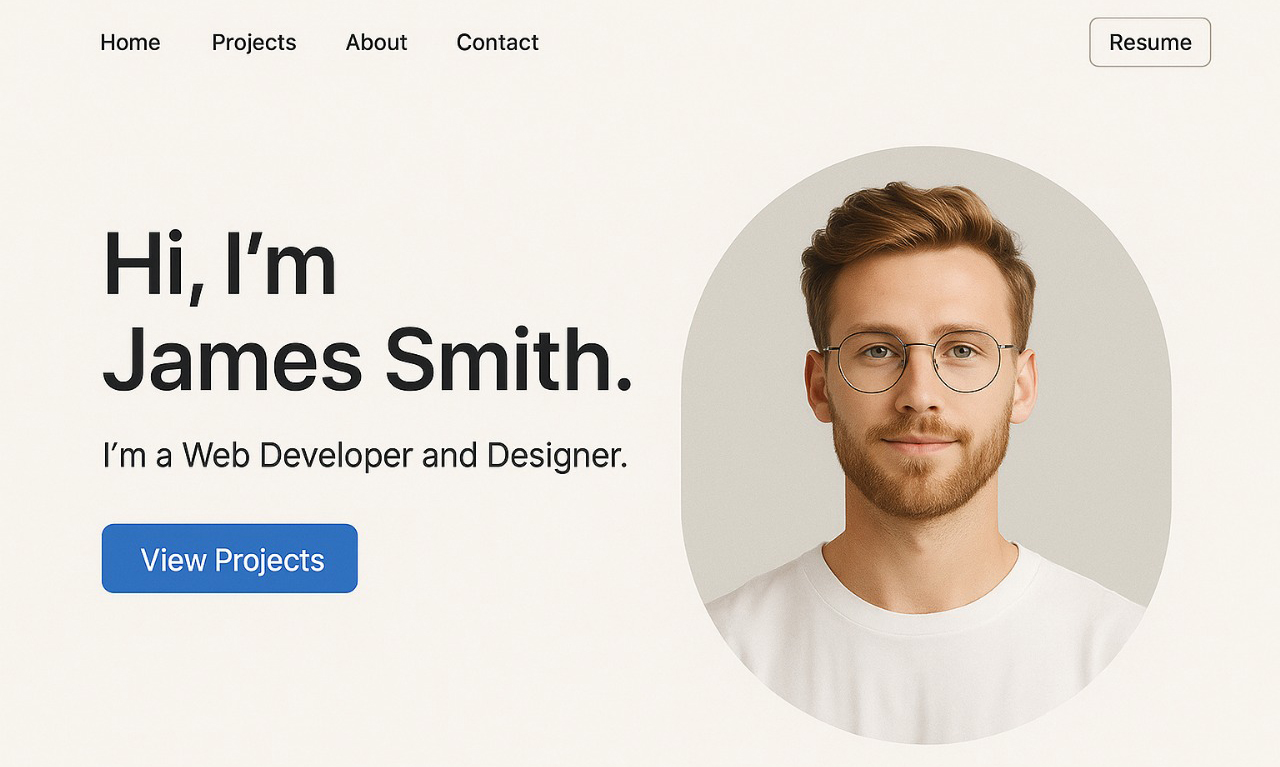 Home
Projects
About
Contact
Resume
Hi, I’m
James Smith.
I’m a Web Developer and Designer.
View Projects